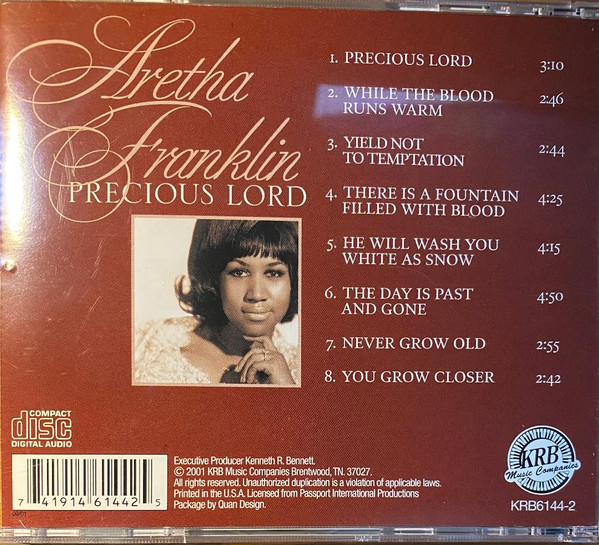 Aretha
Franklin
PRECIOUS LORD
1. PRECIOUS LORD 3:10
2. WHILE THE BLOOD
RUNS WARM 2:46
3. YIELD NOT
TO TEMPTATION 2:44
4. THERE IS A FOUNTAIN
FILLED WITH BLOOD 4:25
5. HE WILL WASH YOU
WHITE AS SNOW 4:15
6. THE DAY IS PAST
AND GONE 4:50
7. NEVER GROW OLD 2:55
8. YOU GROW CLOSER 2:42
COMPACT
disc
DIGITAL AUDIO
7 41914 61442 5
Executive Producer Kenneth R. Bennett.
© 2001 KRB Music Companies Brentwood, TN. 37027.
All rights reserved. Unauthorized duplication is a violation of applicable laws.
Printed in the U.S.A. Licensed from Passport International Productions
Package by Quan Design.
KRB
Music Companies
KRB6144-2